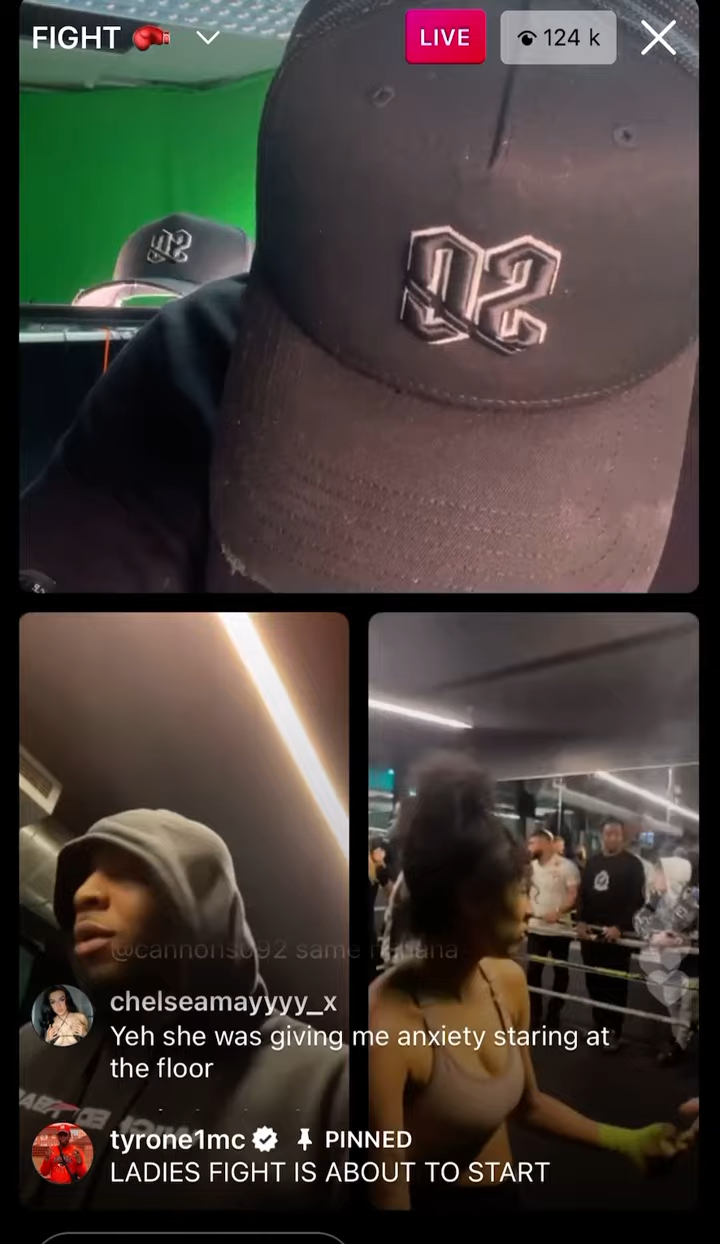 FIGHT
LIVE
124 k
92
92
@cannons092 same hahaha
chelseamayyyy_x
Yeh she was giving me anxiety staring at
the floor
tyrone1mc PINNED
LADIES FIGHT IS ABOUT TO START